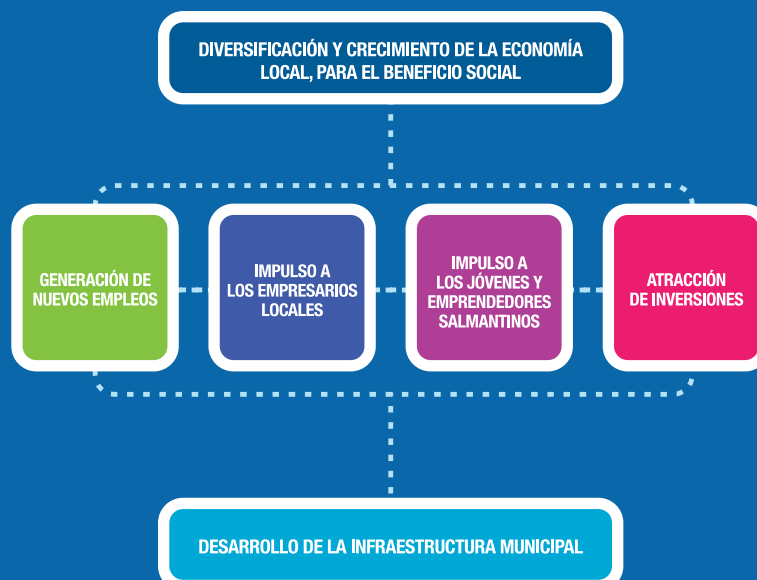 DIVERSIFICACIÓN Y CRECIMIENTO DE LA ECONOMÍA
LOCAL, PARA EL BENEFICIO SOCIAL
GENERACIÓN DE
NUEVOS EMPLEOS
IMPULSO A
LOS EMPRESARIOS
LOCALES
IMPULSO A
LOS JÓVENES Y
EMPRENDEDORES
SALMANTINOS
ATRACCIÓN
DE INVERSIONES
DESARROLLO DE LA INFRAESTRUCTURA MUNICIPAL